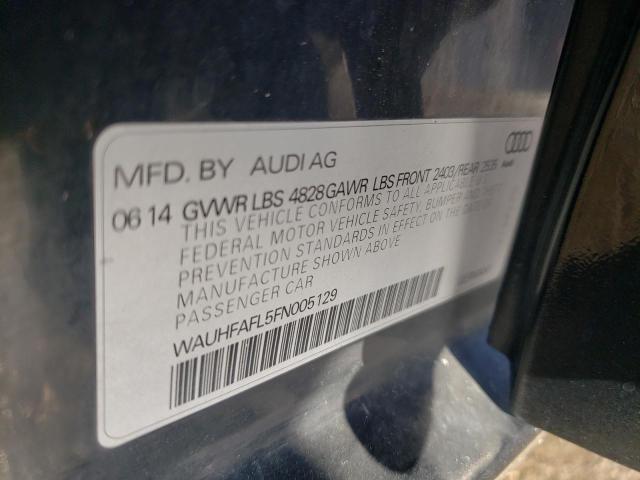 MFD. BY AUDI AG
06 14 GVWR LBS 4828 GAWR LBS FRONT 2403/REAR 2535
THIS VEHICLE CONFORMS TO ALL APPLICABLE U.S.
FEDERAL MOTOR VEHICLE SAFETY, BUMPER AND THEFT
PREVENTION STANDARDS IN EFFECT ON THE DATE OF
MANUFACTURE SHOWN ABOVE
PASSENGER CAR
WAUHFAFL5FN005129
Audi